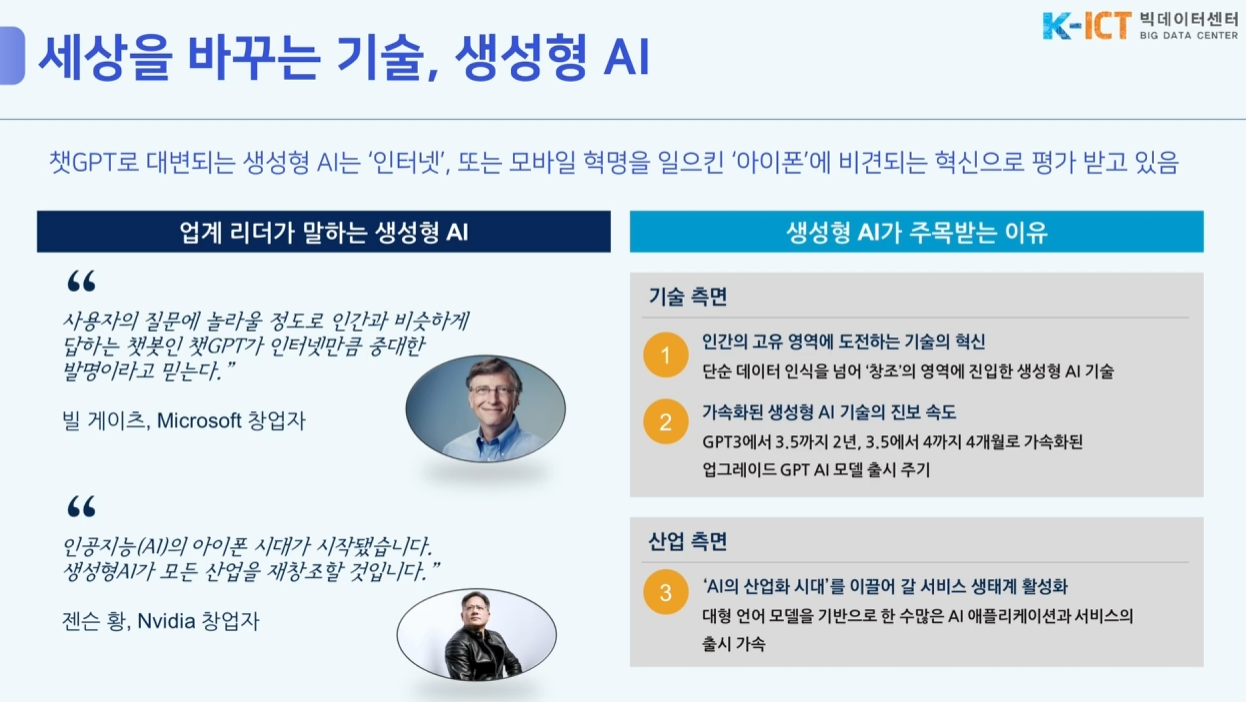 세상을 바꾸는 기술, 생성형 AI
K-ICT 빅데이터센터
BIG DATA CENTER
챗GPT로 대변되는 생성형 AI는 ‘인터넷’, 또는 모바일 혁명을 일으킨 ‘아이폰’에 비견되는 혁신으로 평가 받고 있음
업계 리더가 말하는 생성형 AI
“
사용자의 질문에 놀라울 정도로 인간과 비슷하게
답하는 챗봇인 챗GPT가 인터넷만큼 중대한
발명이라고 믿는다.”
빌 게이츠, Microsoft 창업자
“
인공지능(AI)의 아이폰 시대가 시작됐습니다.
생성형AI가 모든 산업을 재창조할 것입니다.”
젠슨 황, Nvidia 창업자
생성형 AI가 주목받는 이유
기술 측면
1 인간의 고유 영역에 도전하는 기술의 혁신
단순 데이터 인식을 넘어 ‘창조’의 영역에 진입한 생성형 AI 기술
2 가속화된 생성형 AI 기술의 진보 속도
GPT3에서 3.5까지 2년, 3.5에서 4까지 4개월로 가속화된
업그레이드 GPT AI 모델 출시 주기
산업 측면
3 ‘AI의 산업화 시대’를 이끌어 갈 서비스 생태계 활성화
대형 언어 모델을 기반으로 한 수많은 AI 애플리케이션과 서비스의
출시 가속